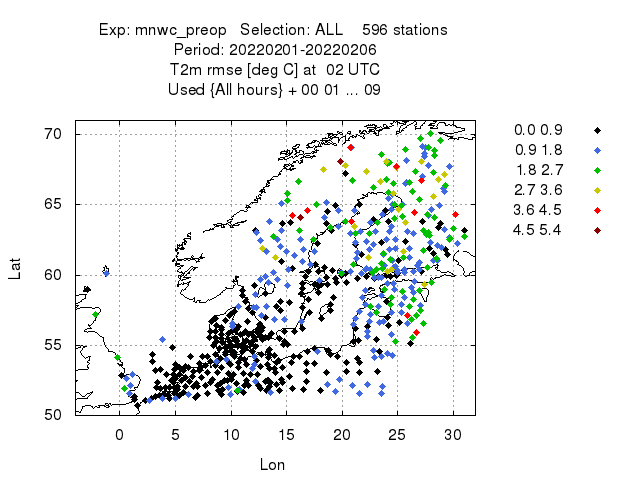 Exp: mnwc_preop   Selection: ALL    596 stations
Period: 20220201-20220206
T2m rmse [deg C] at  02 UTC
Used {All hours} + 00 01 ... 09
70
65
60
55
50
Lat
0 5 10 15 20 25 30
Lon
0.0 0.9
0.9 1.8
1.8 2.7
2.7 3.6
3.6 4.5
4.5 5.4